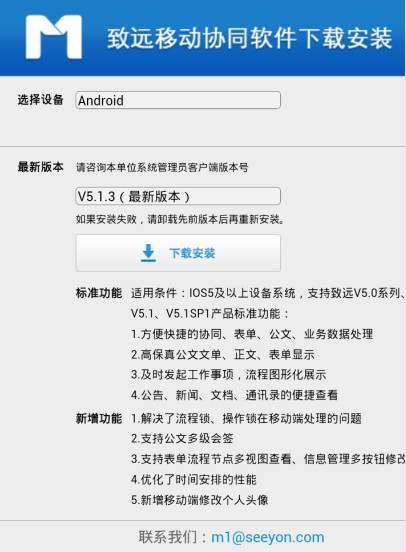 M 致远移动协同软件下载安装
选择设备 Android
最新版本 请咨询本单位系统管理员客户端版本号
V5.1.3（最新版本）
如果安装失败，请卸载先前版本后再重新安装。
下载安装
标准功能 适用条件：IOS5及以上设备系统，支持致远V5.0系列、
V5.1、V5.1SP1产品标准功能：
1.方便快捷的协同、表单、公文、业务数据处理
2.高保真公文文单、正文、表单显示
3.及时发起工作事项，流程图形化展示
4.公告、新闻、文档、通讯录的便捷查看
新增功能 1.解决了流程锁、操作锁在移动端处理的问题
2.支持公文多级会签
3.支持表单流程节点多视图查看、信息管理多按钮修改
4.优化了时间安排的性能
5.新增移动端修改个人头像
联系我们：m1@seeyon.com